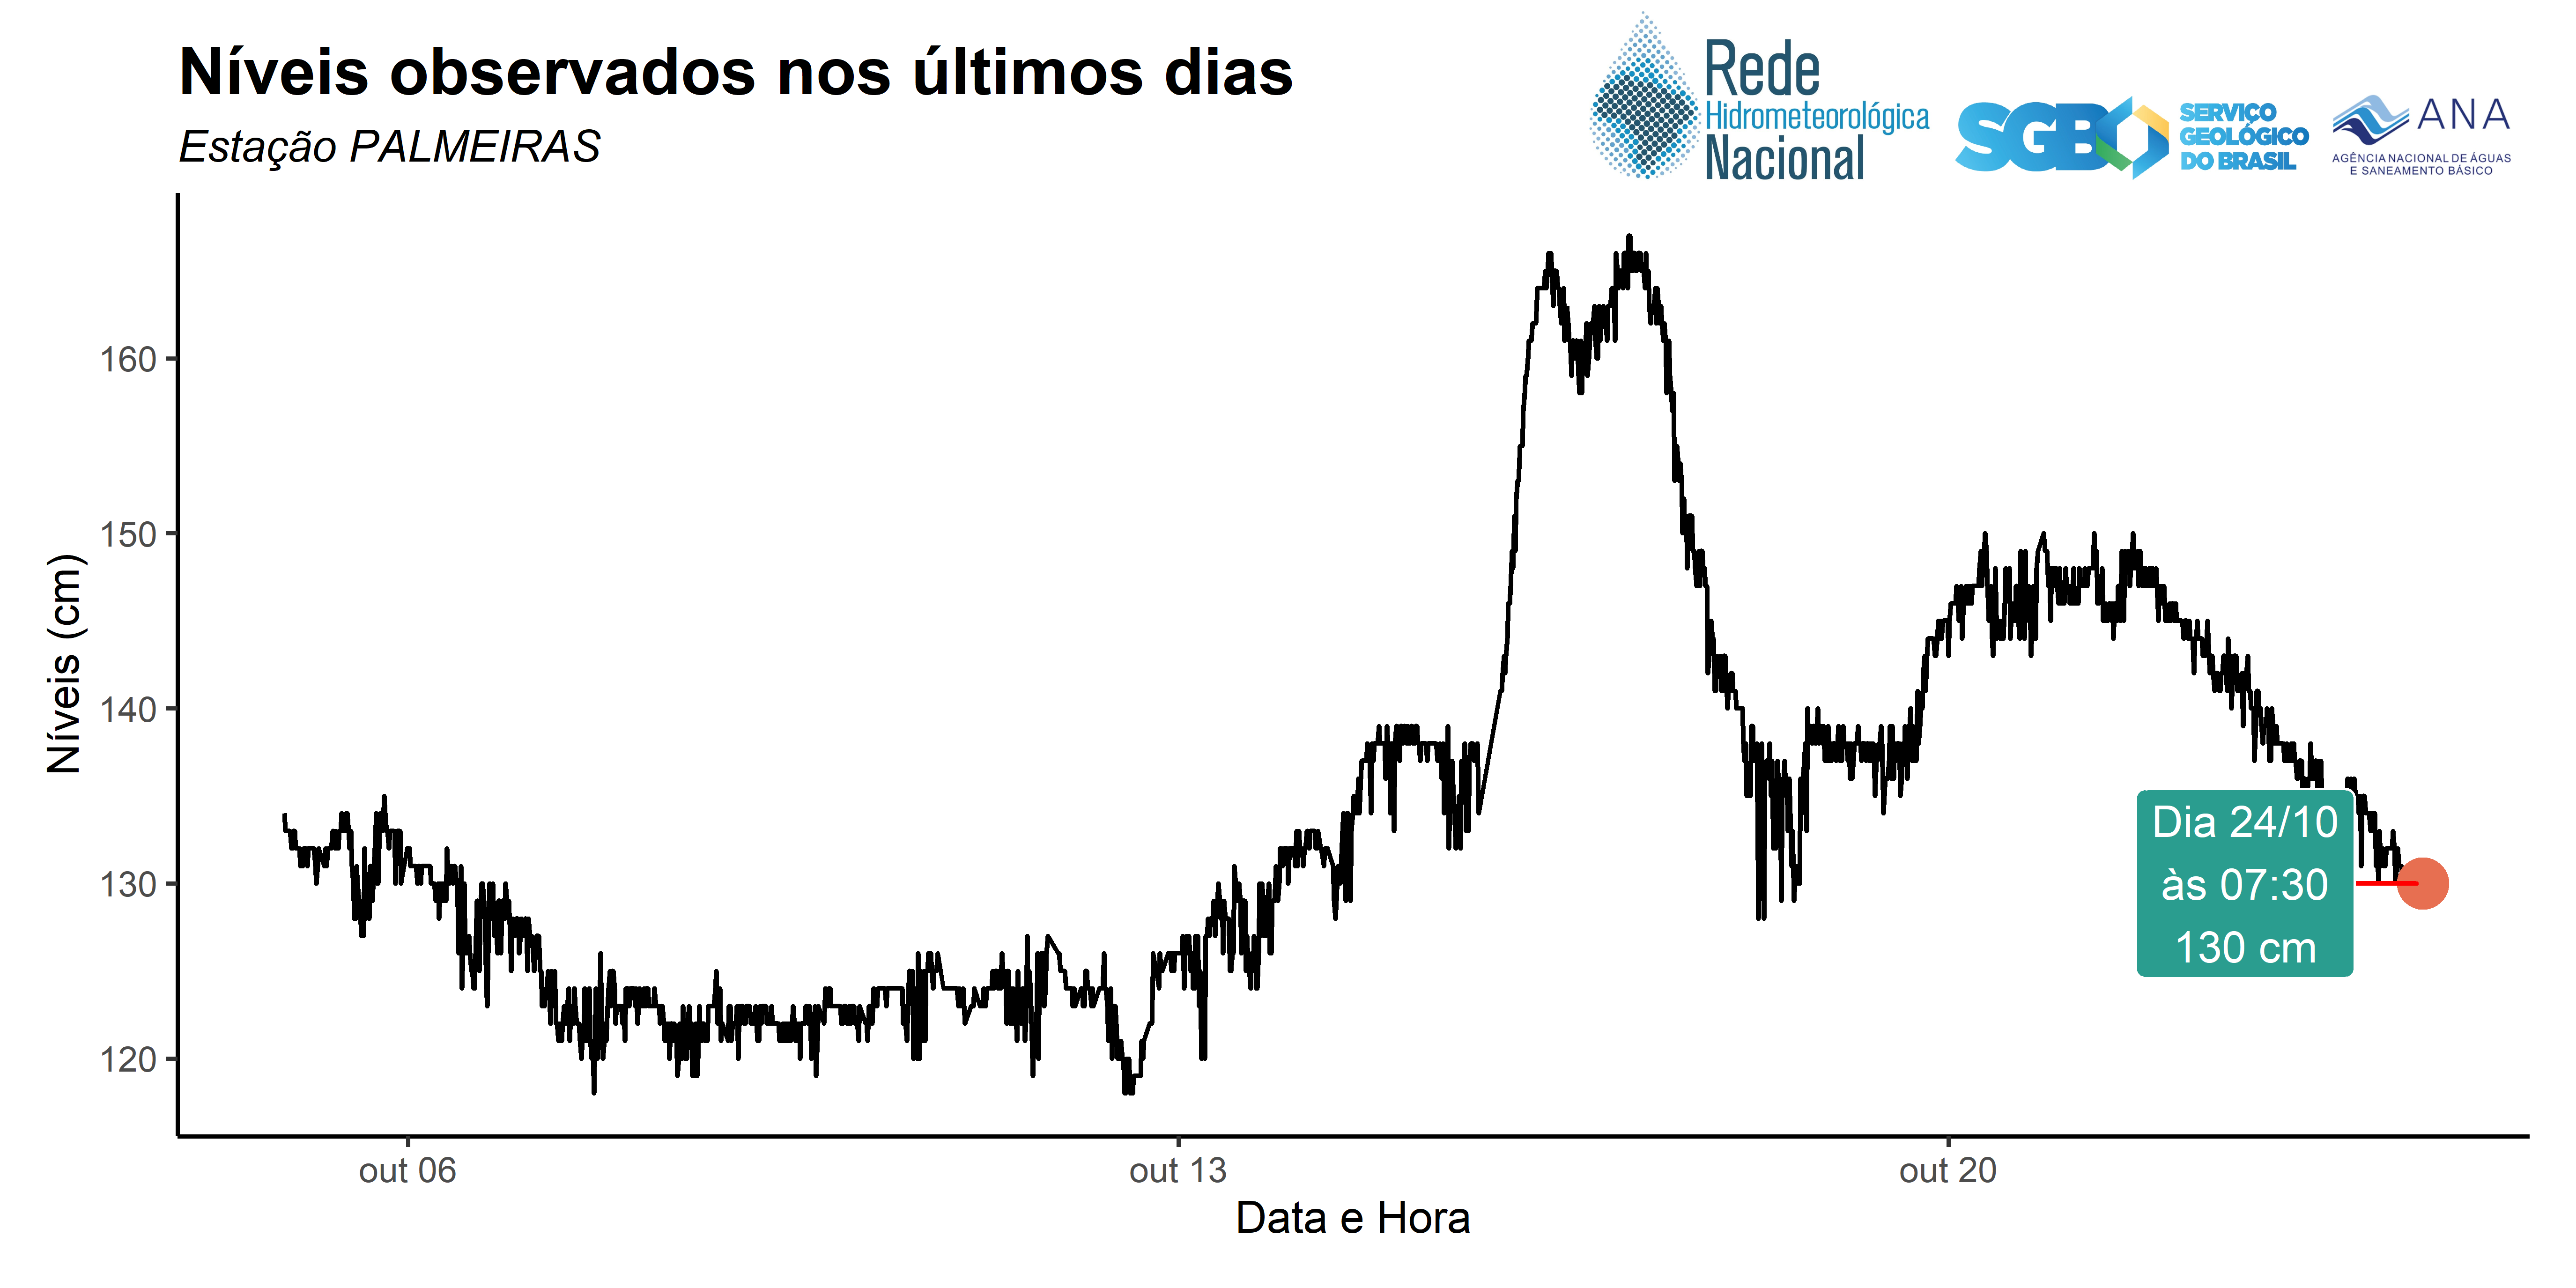 Níveis observados nos últimos dias
Estação PALMEIRAS
Rede
Hidrometeorológica
Nacional
SGB
SERVIÇO
GEOLÓGICO
DO BRASIL
ANA
AGÊNCIA NACIONAL DE ÁGUAS
E SANEAMENTO BÁSICO
Níveis (cm)
160
150
140
130
120
Dia 24/10
às 07:30
130 cm
out 06
out 13
out 20
Data e Hora